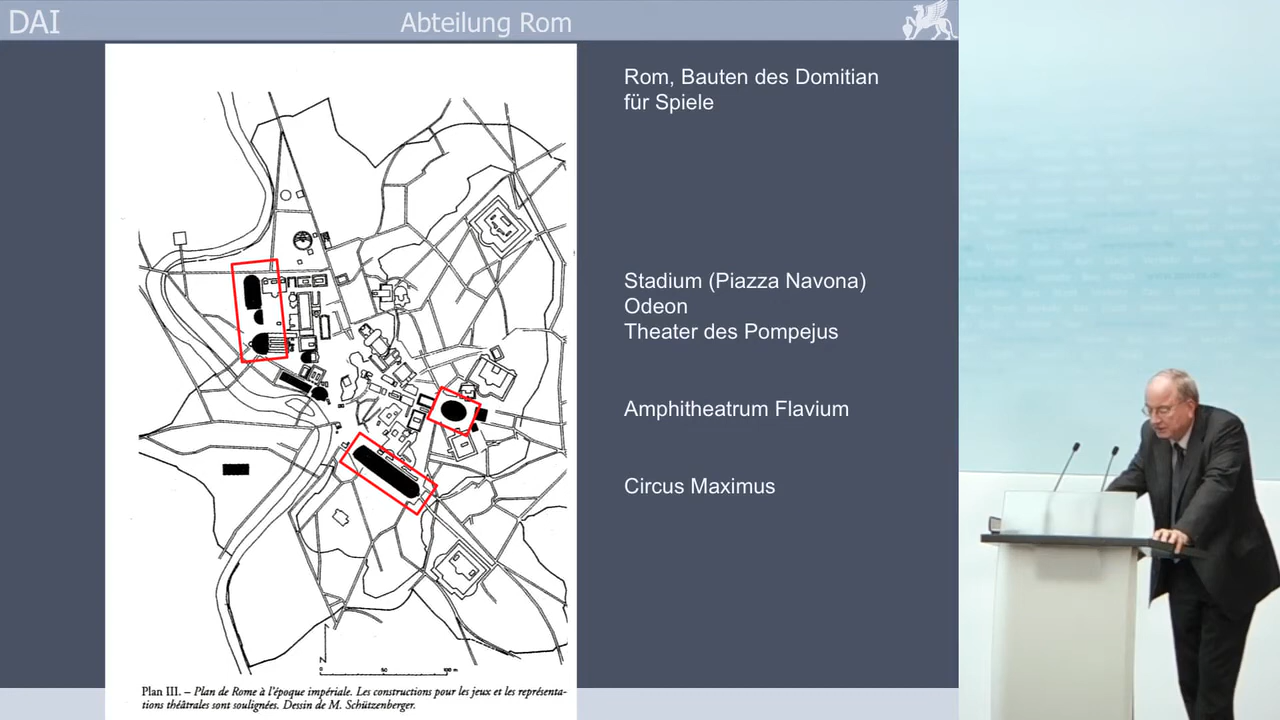 DAI
Abteilung Rom
Rom, Bauten des Domitian
für Spiele
Stadium (Piazza Navona)
Odeon
Theater des Pompejus
Amphitheatrum Flavium
Circus Maximus
N
0
50
Plan III. – Plan de Rome à l'époque impériale. Les constructions pour les jeux et les représenta-
tions théâtrales sont soulignées. Dessin de M. Schützenberger.